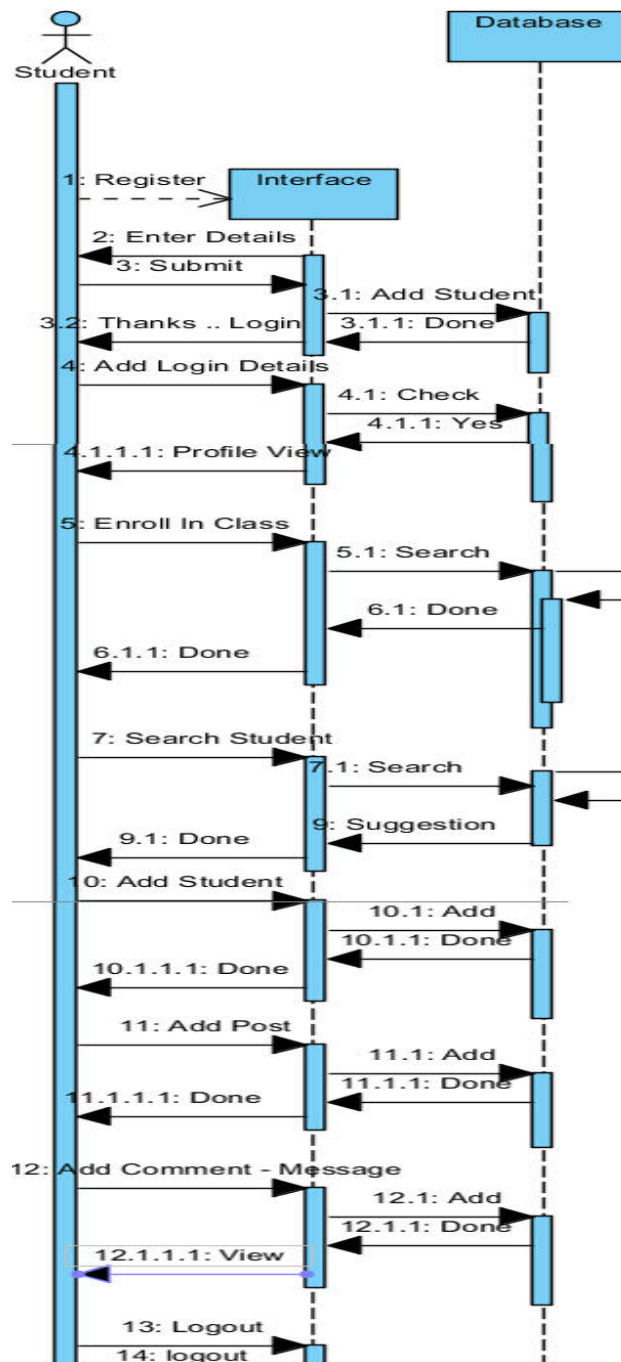 Database
Student
1: Register
Interface
2: Enter Details
3: Submit
3.1: Add Student
3.2: Thanks .. Login
3.1.1: Done
4: Add Login Details
4.1: Check
4.1.1: Yes
4.1.1.1: Profile View
5: Enroll In Class
5.1: Search
6.1: Done
6.1.1: Done
7: Search Student
7.1: Search
9: Suggestion
9.1: Done
10: Add Student
10.1: Add
10.1.1: Done
10.1.1.1: Done
11: Add Post
11.1: Add
11.1.1: Done
11.1.1.1: Done
12: Add Comment - Message
12.1: Add
12.1.1: Done
12.1.1.1: View
13: Logout
14: logout